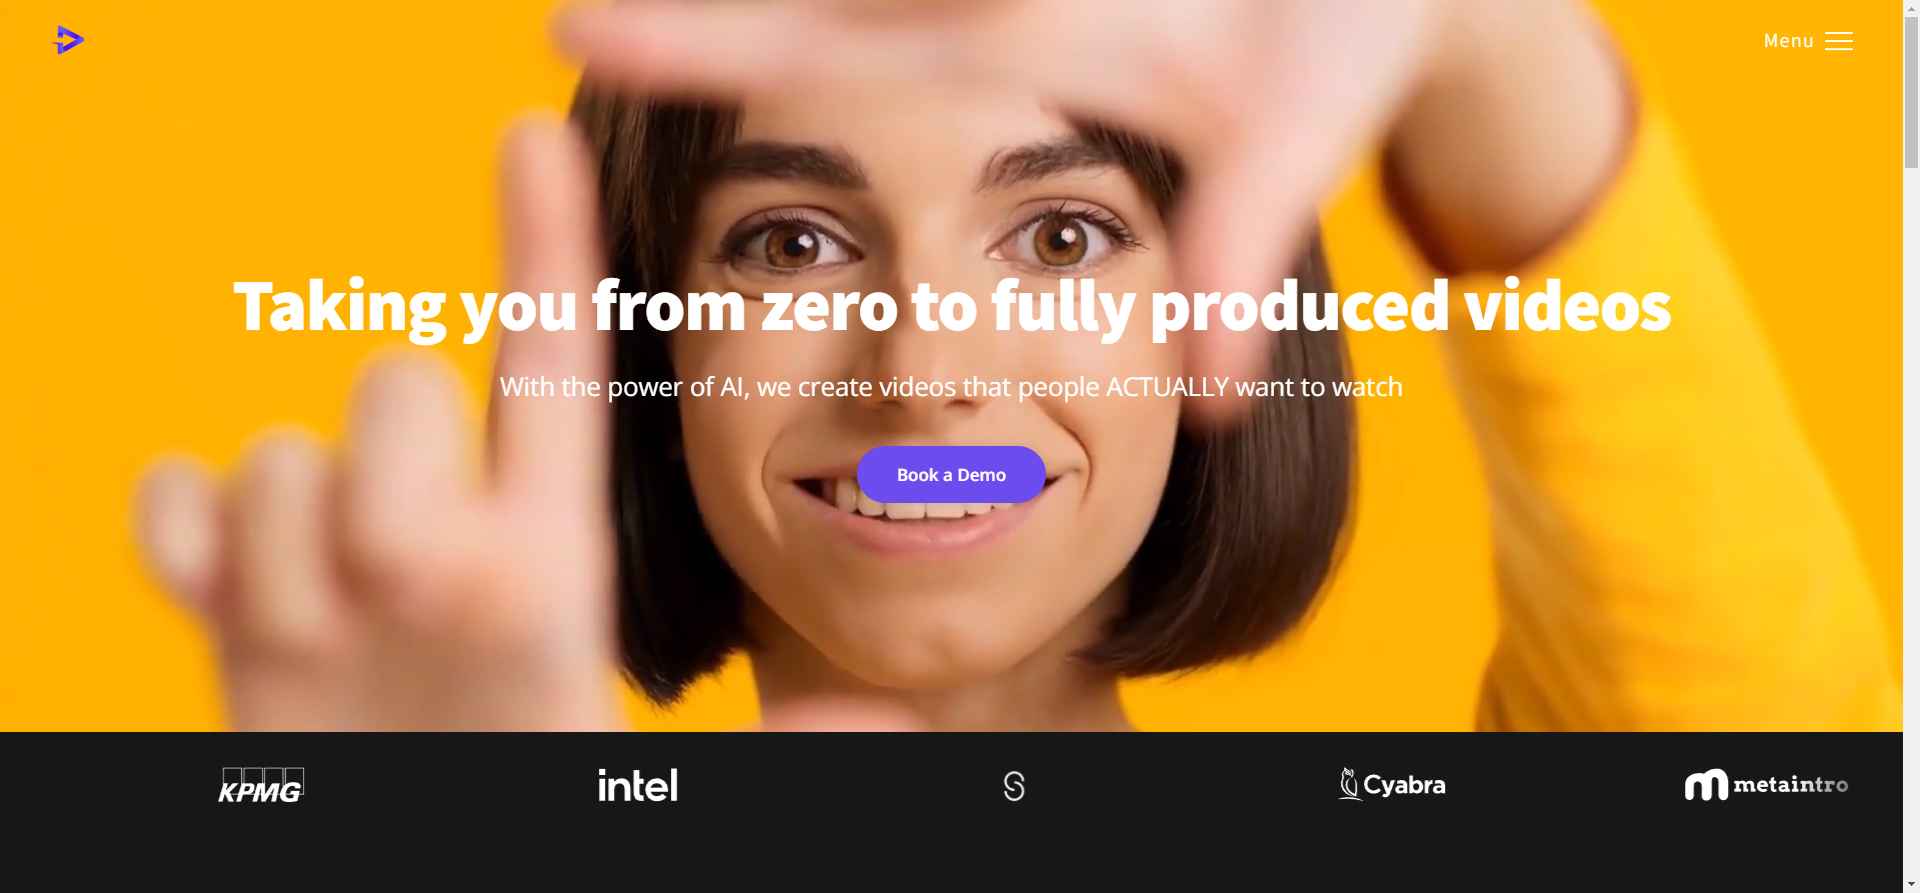 Menu
Taking you from zero to fully produced videos
With the power of AI, we create videos that people ACTUALLY want to watch
Book a Demo
KPMG
intel
S
Cyabra
metaintro